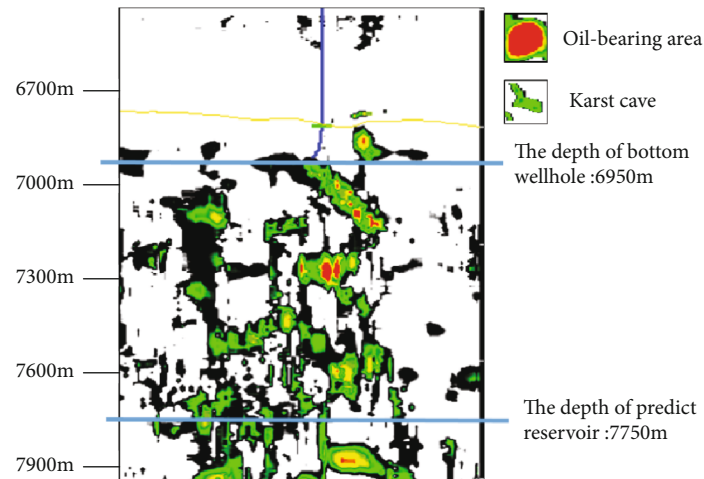 Oil-bearing area
6700m
Karst cave
The depth of bottom
wellhole :6950m
7000m
7300m
7600m
The depth of predict
reservoir :7750m
7900m